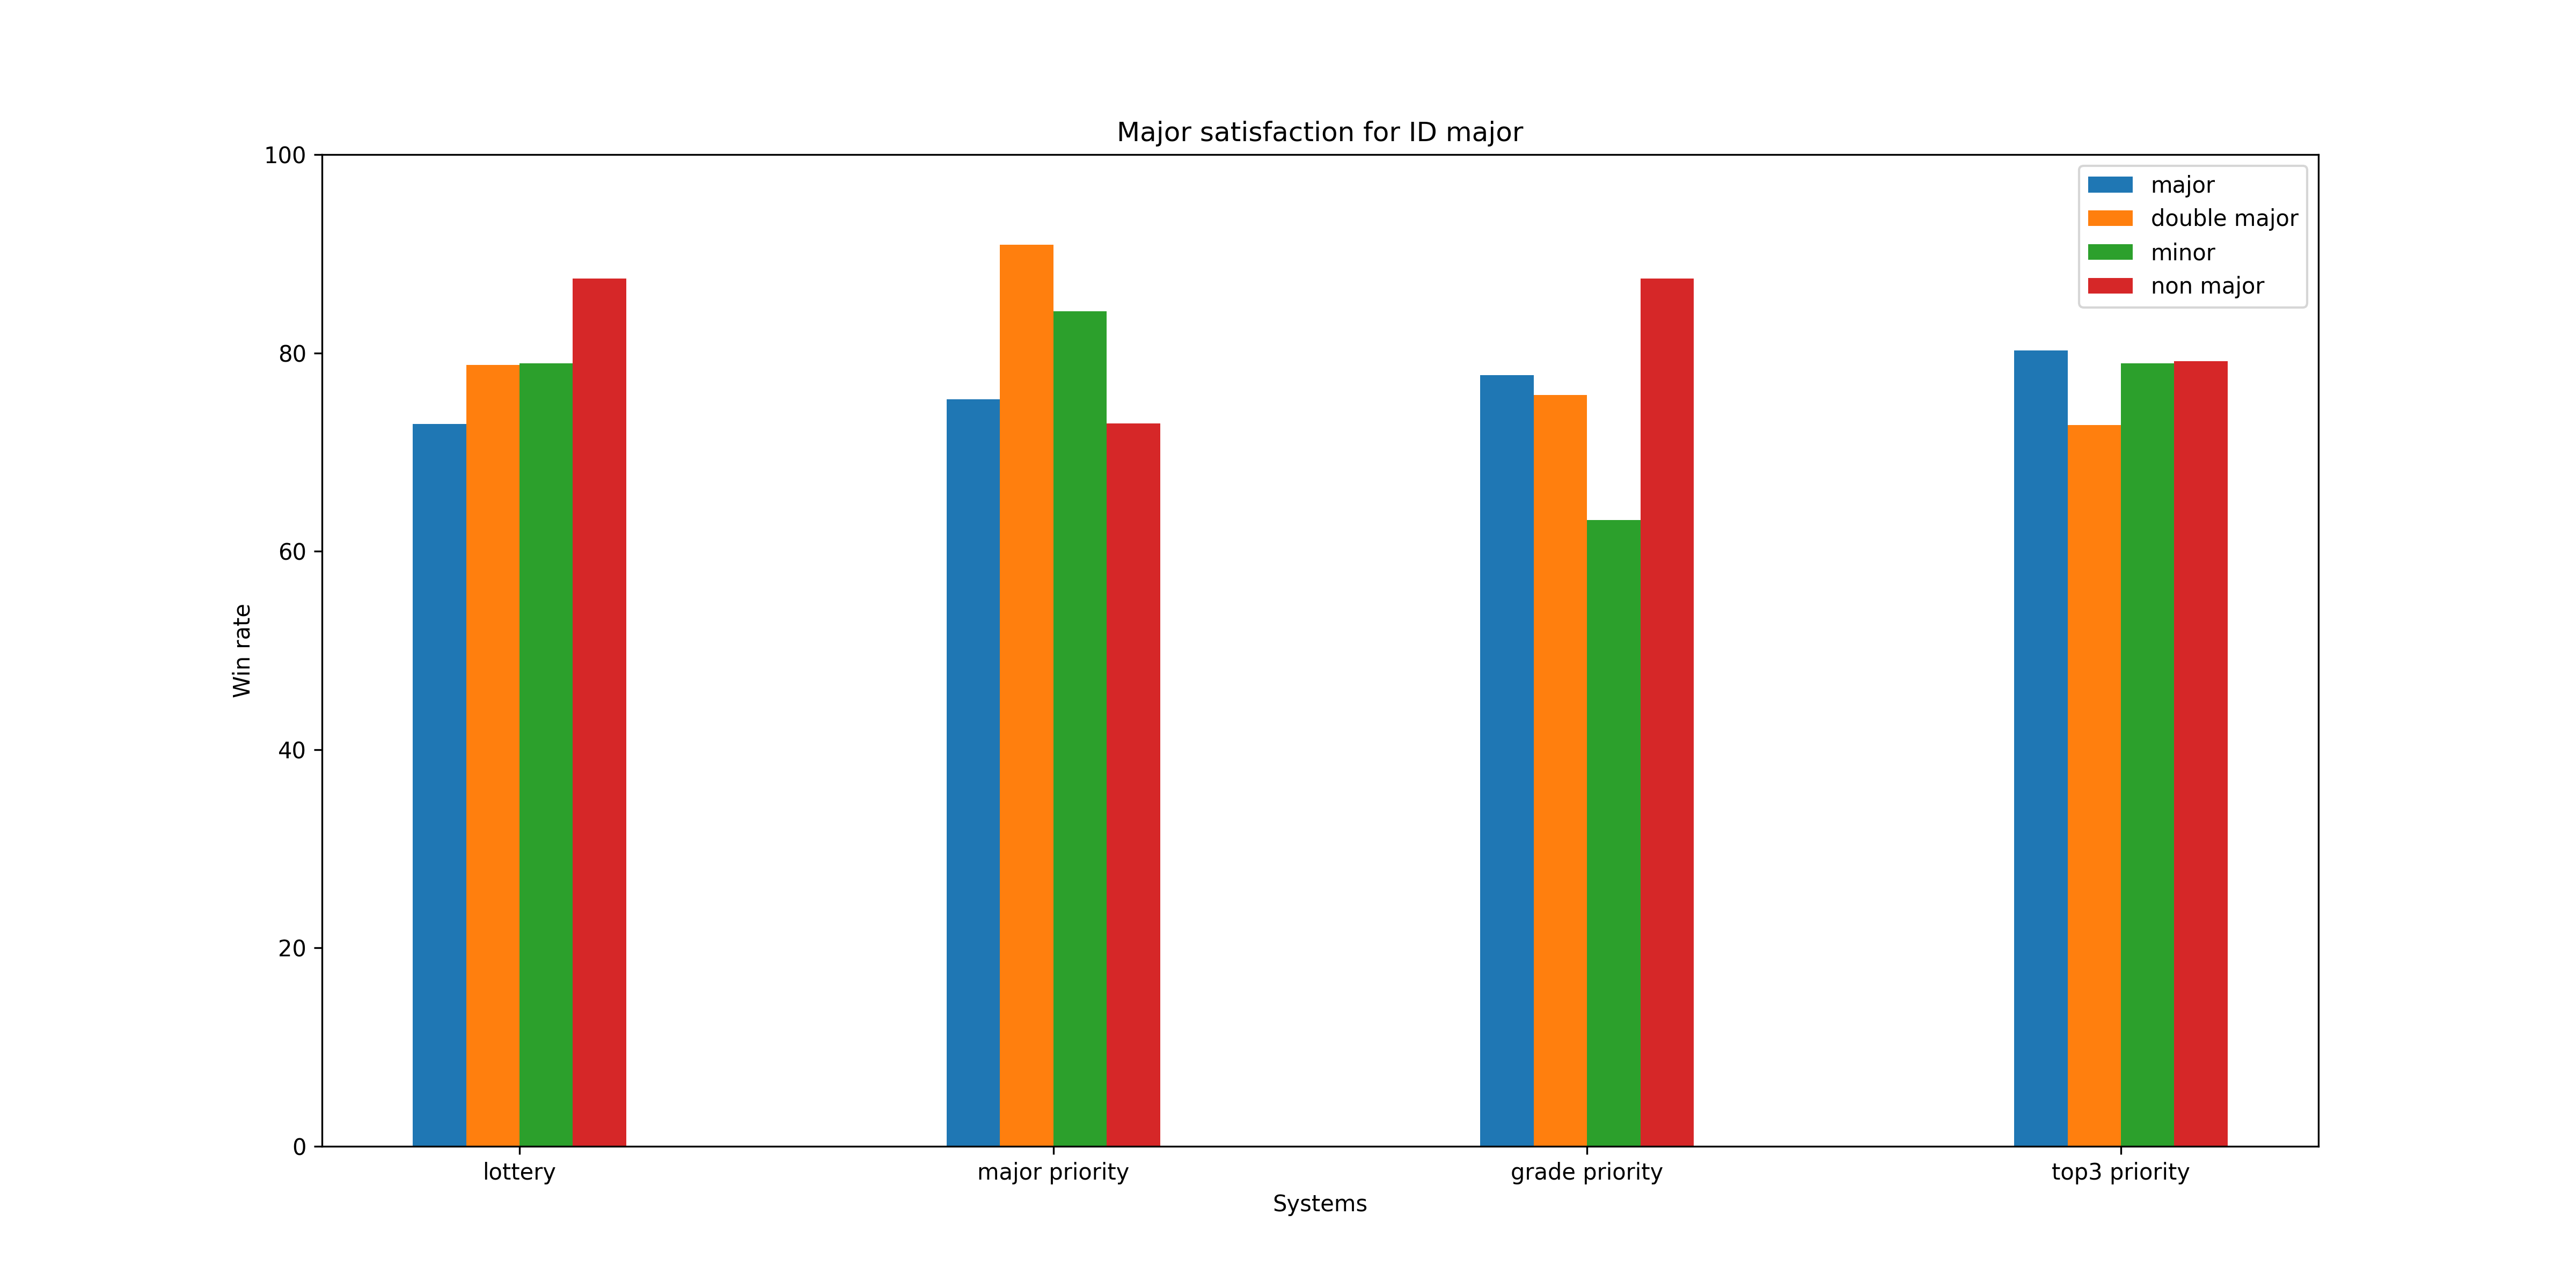 Major satisfaction for ID major
100
80
60
40
20
0
Win rate
major
double major
minor
non major
lottery
major priority
grade priority
top3 priority
Systems